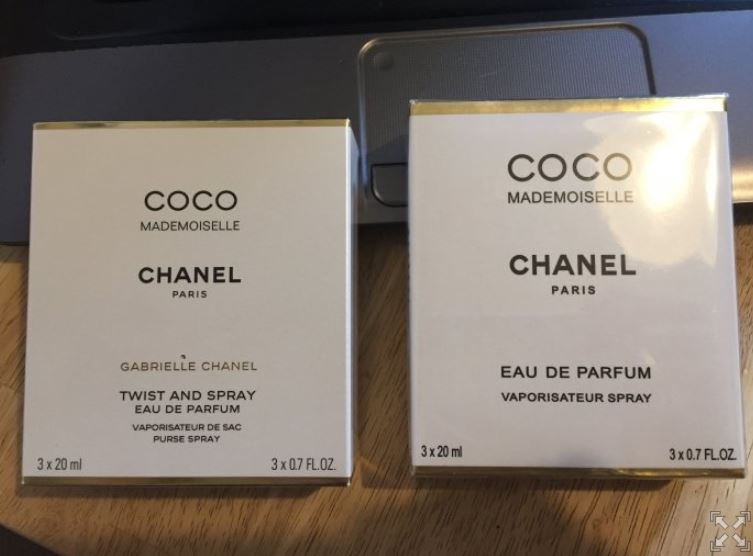 COCO
MADEMOISELLE
CHANEL
PARIS
GABRIELLE CHANEL
TWIST AND SPRAY
EAU DE PARFUM
VAPORISATEUR DE SAC
PURSE SPRAY
3 x 20 ml
3 x 0.7 FL.OZ.
COCO
MADEMOISELLE
CHANEL
PARIS
EAU DE PARFUM
VAPORISATEUR SPRAY
3 x 20 ml
3 x 0.7 FL.OZ.